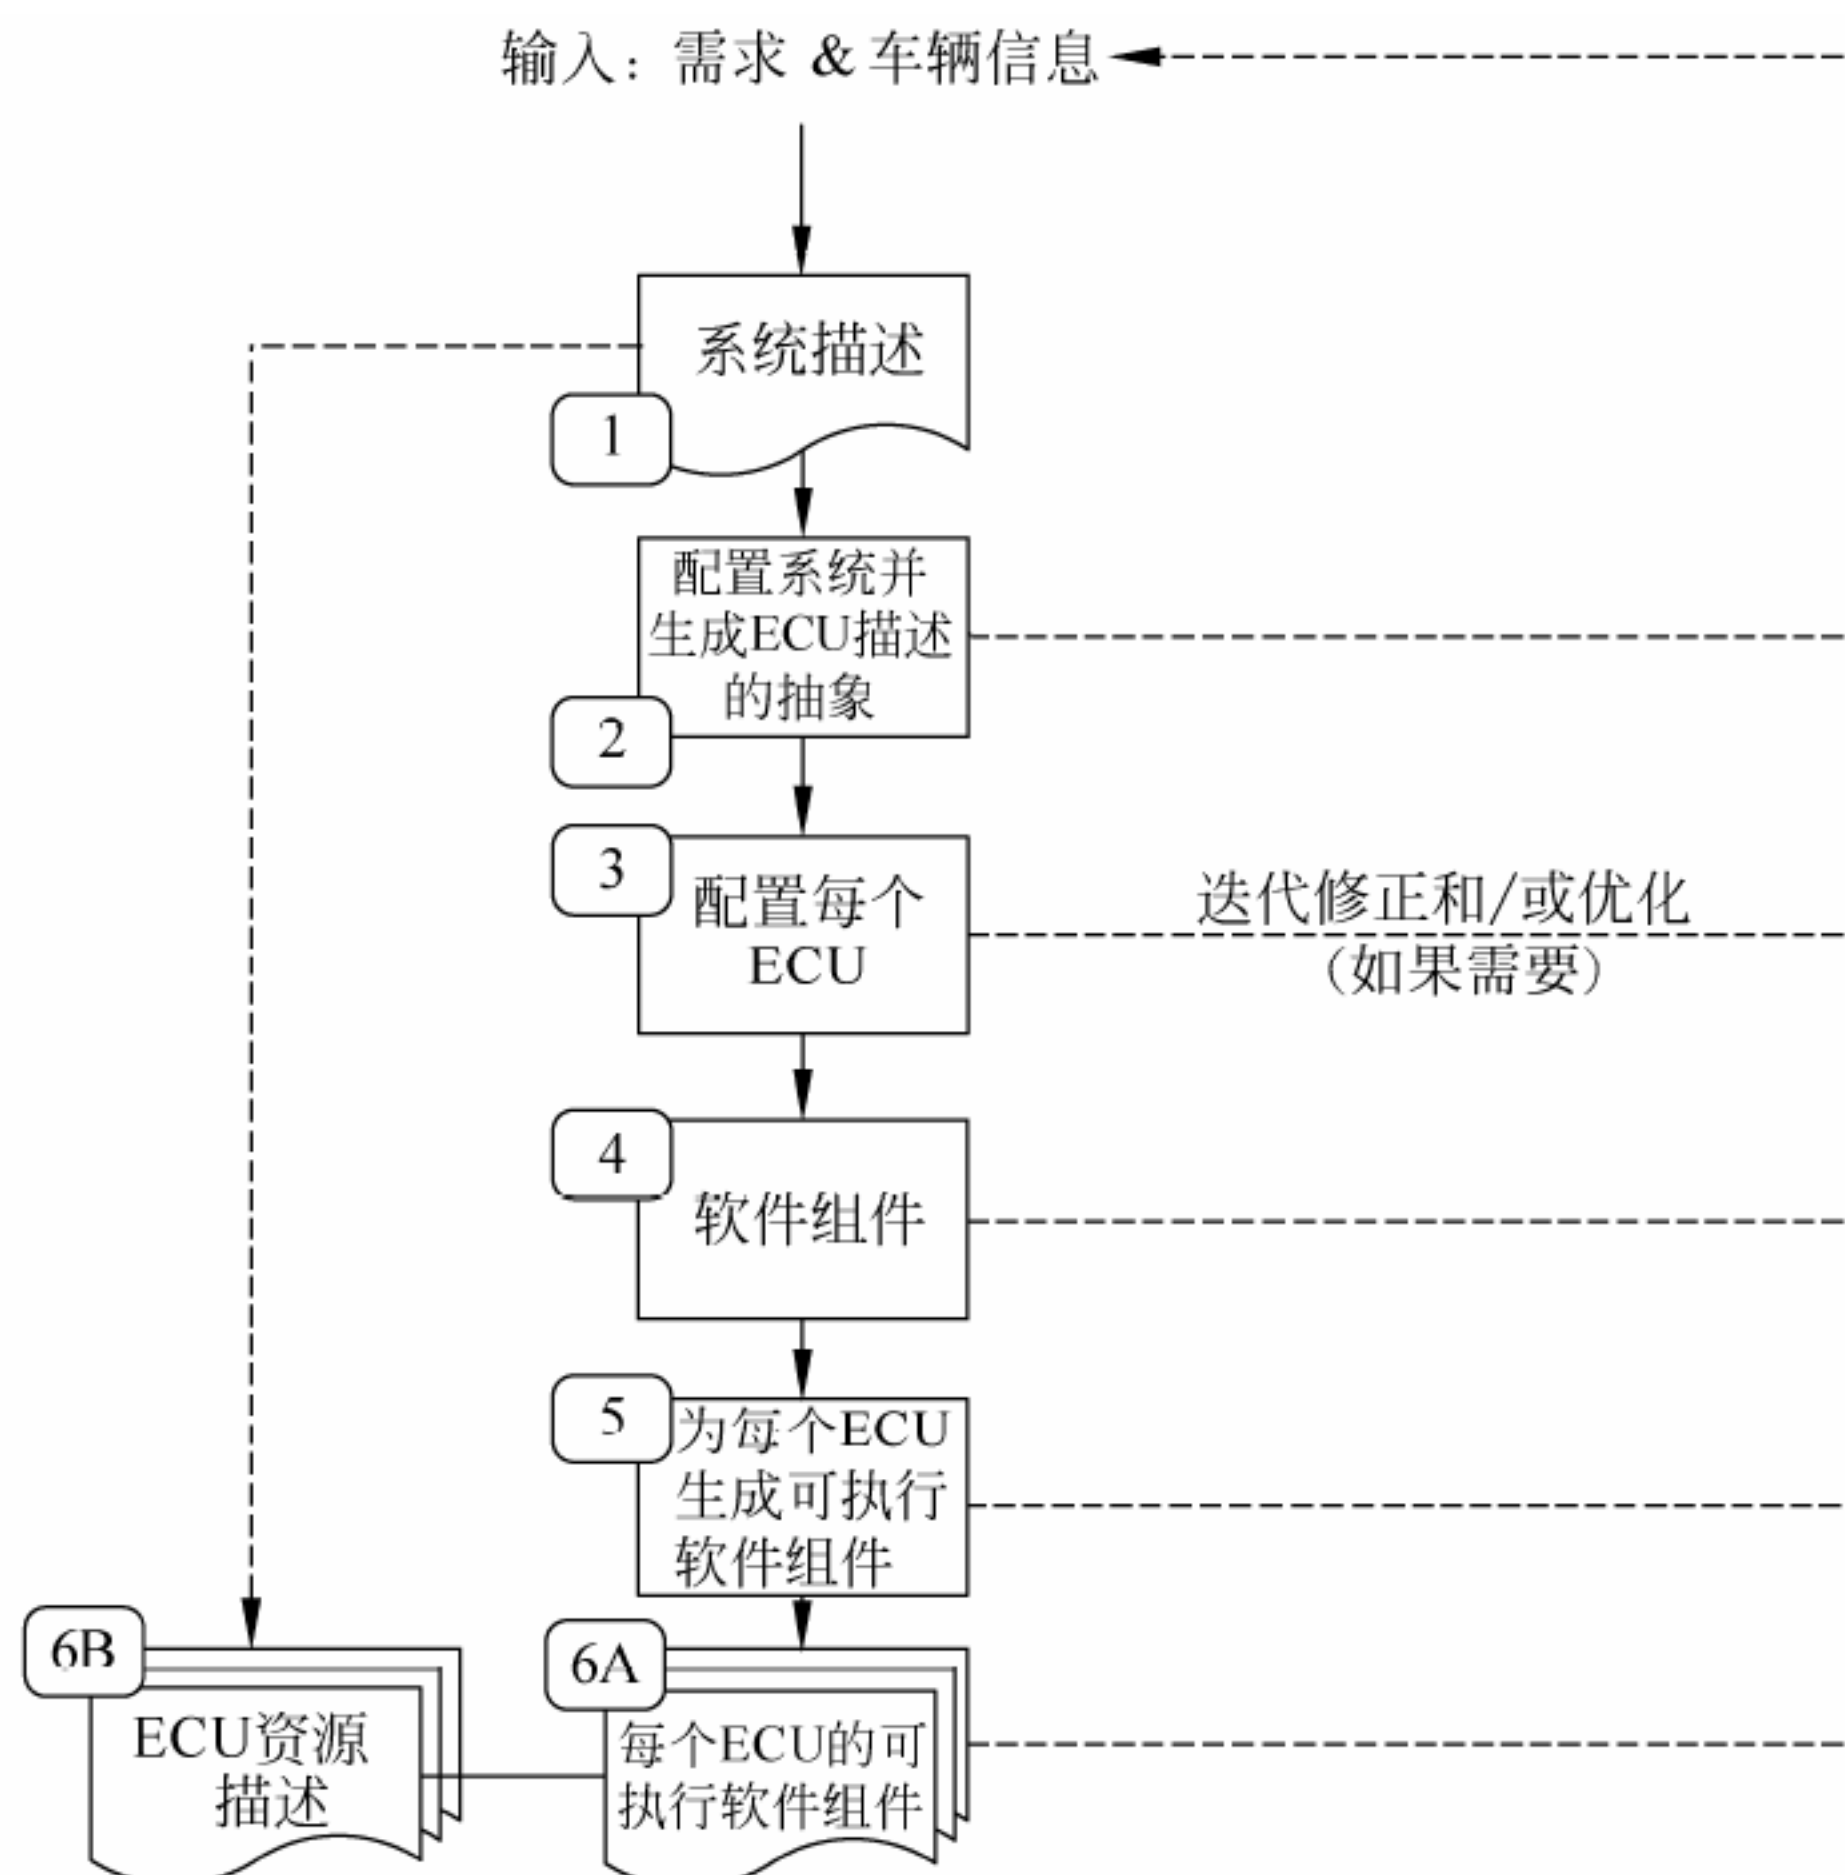 输入：需求 & 车辆信息
系统描述
1
配置系统并
生成ECU描述
的抽象
2
3
配置每个
ECU
迭代修正和/或优化
（如果需要）
4
软件组件
5
为每个ECU
生成可执行
软件组件
6B
ECU资源
描述
6A
每个ECU的可
执行软件组件